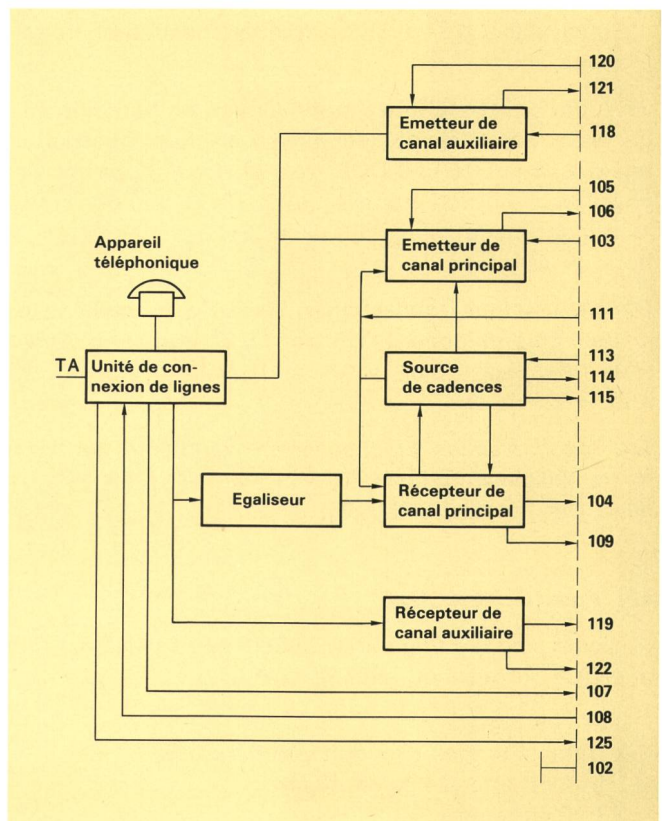 120
121
Emetteur de
canal auxiliaire
118
105
106
Emetteur de
canal principal
103
Appareil
téléphonique
111
TA
Unité de con-
nexion de lignes
Source
de cadences
113
114
115
Egaliseur
Récepteur de
canal principal
104
109
Récepteur de
canal auxiliaire
119
122
107
108
125
102